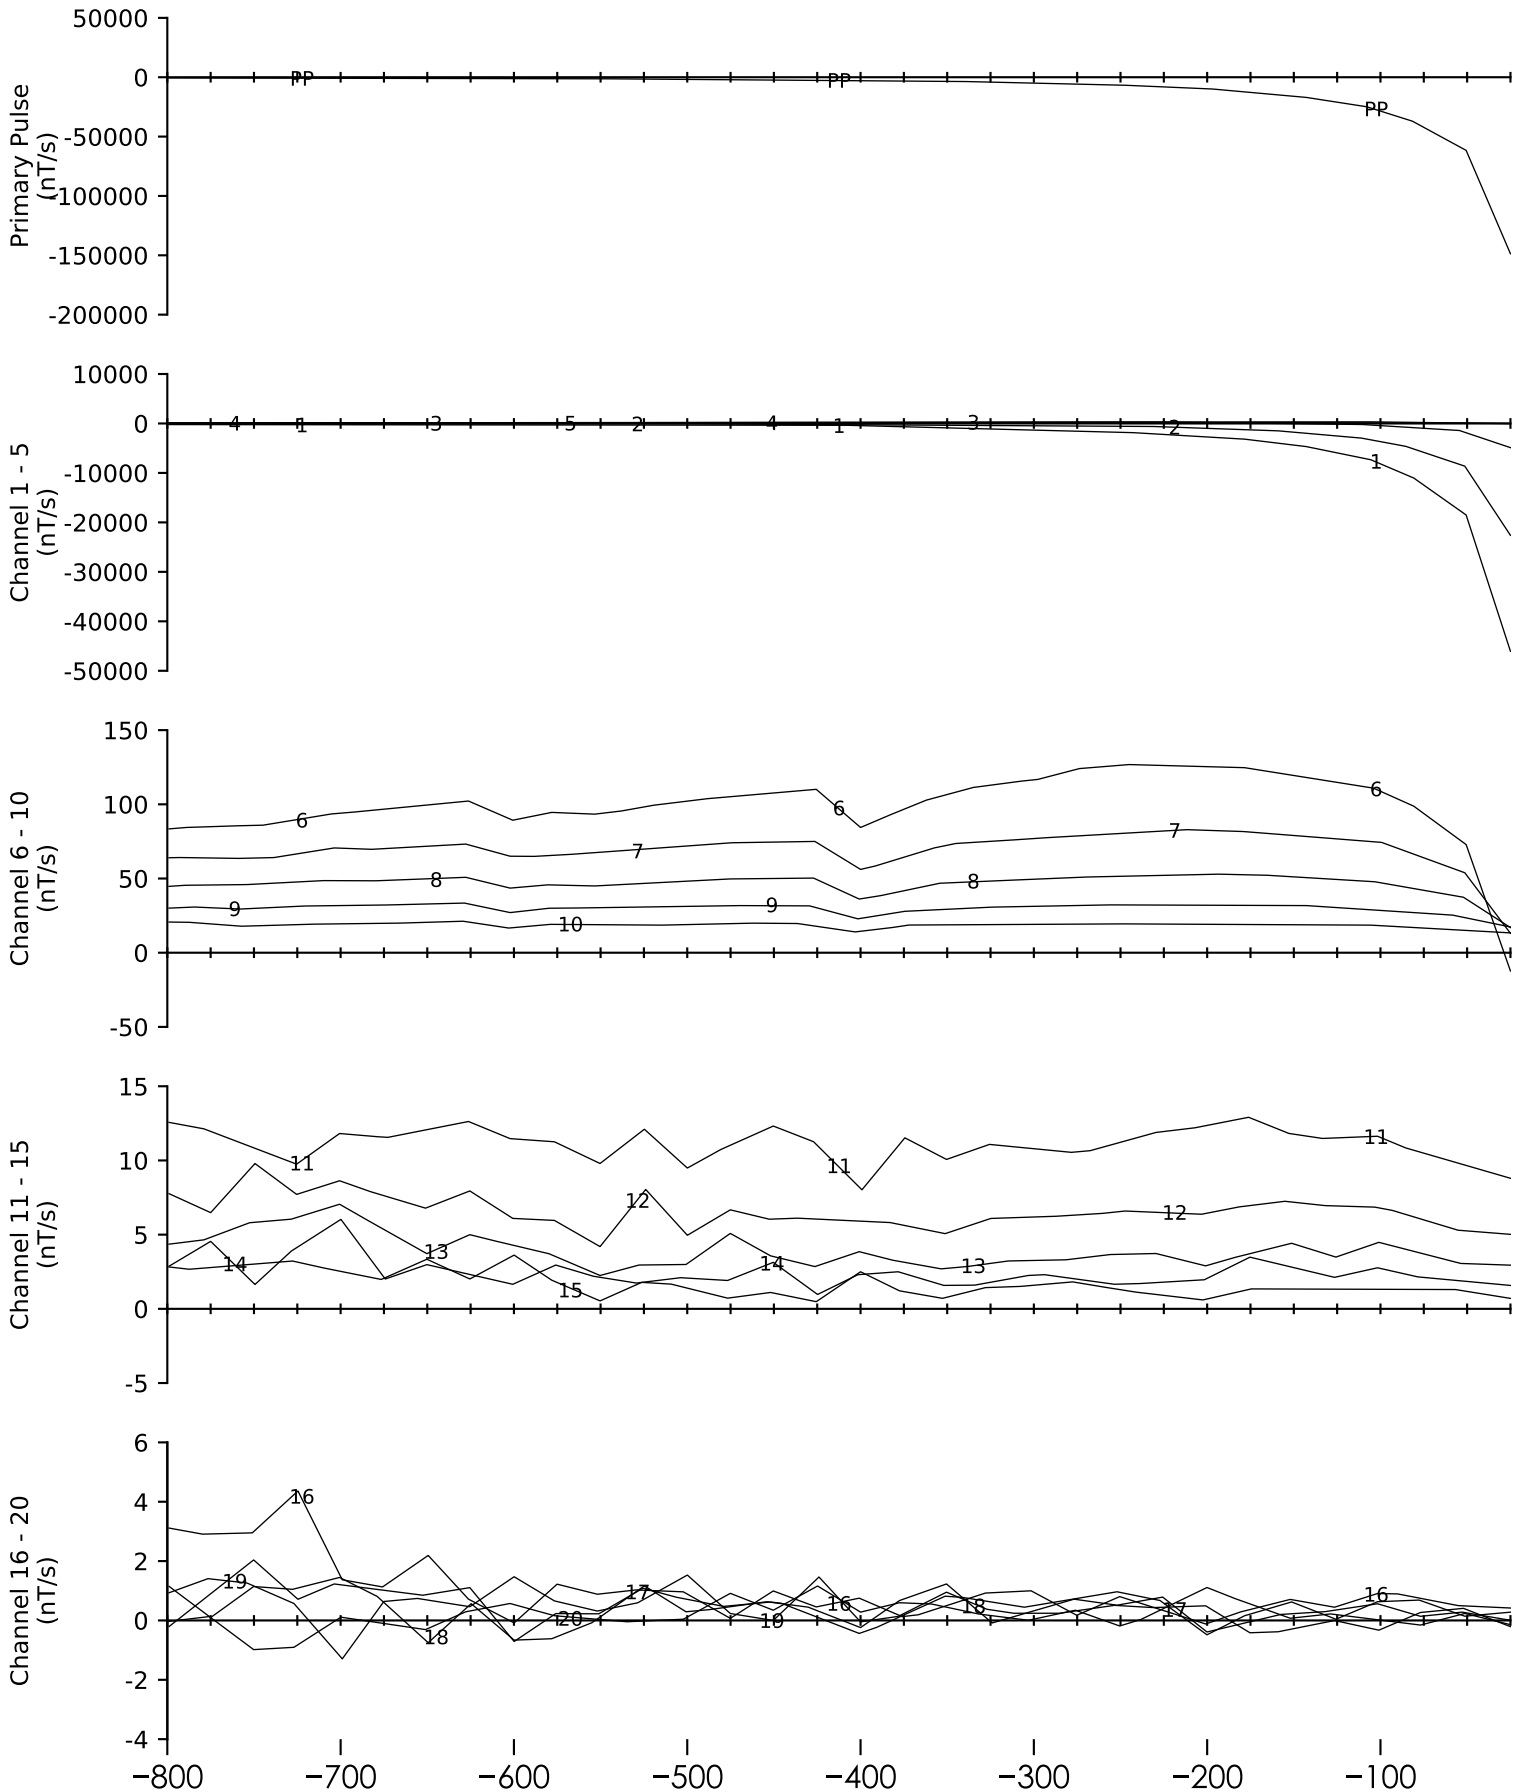 50000
0
-50000
-100000
-150000
-200000
Primary Pulse
(nT/s)
PP PP PP
10000
0
-10000
-20000
-30000
-40000
-50000
Channel 1 - 5
(nT/s)
4 1 3 5 2 4 1 3 2 1
150
100
50
0
-50
Channel 6 - 10
(nT/s)
6 6 6
7 7
8 8
9 9
10
15
10
5
0
-5
Channel 11 - 15
(nT/s)
11 11 11
12 12
13 13
14 14
15
6
4
2
0
-2
-4
Channel 16 - 20
(nT/s)
16 16 16
19 17 18 17
18 20 19
−800 −700 −600 −500 −400 −300 −200 −100